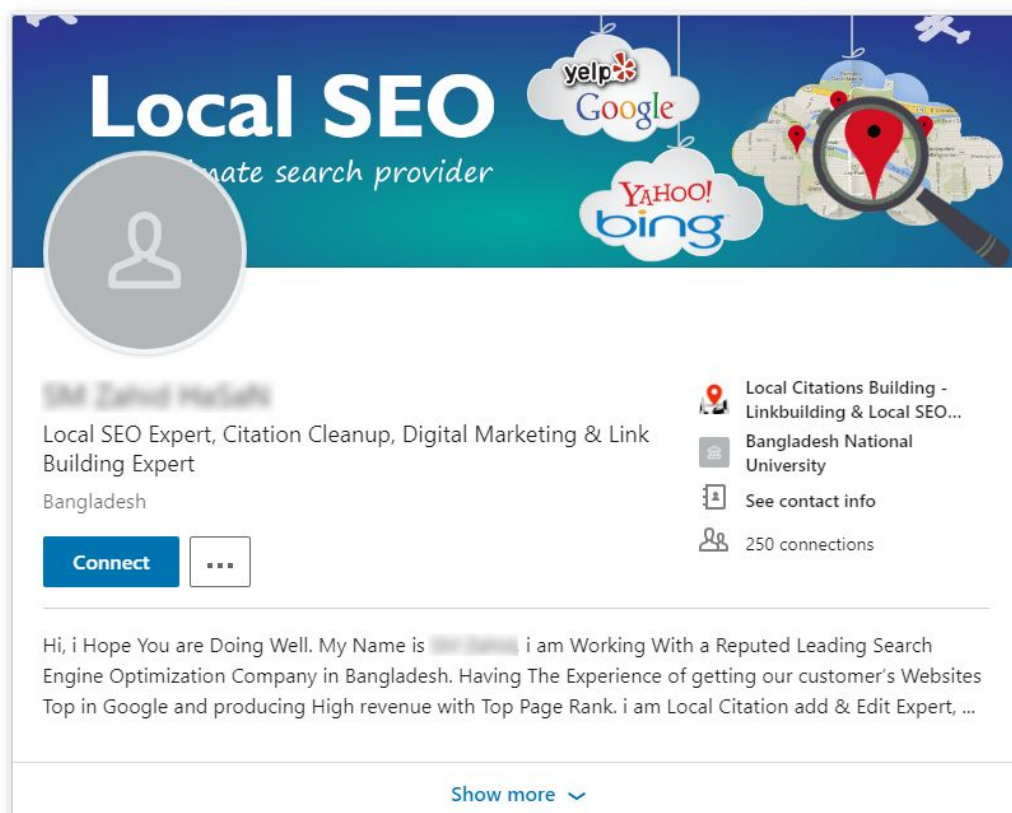 Local SEO
mate search provider
yelp
Google
YAHOO!
bing
Local SEO Expert, Citation Cleanup, Digital Marketing & Link
Building Expert
Bangladesh
Connect
...
Local Citations Building -
Linkbuilding & Local SEO...
Bangladesh National
University
See contact info
250 connections
Hi, i Hope You are Doing Well. My Name is i am Working With a Reputed Leading Search
Engine Optimization Company in Bangladesh. Having The Experience of getting our customer’s Websites
Top in Google and producing High revenue with Top Page Rank. i am Local Citation add & Edit Expert, ...
Show more